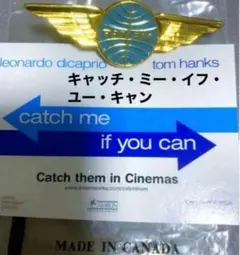 leonardo dicaprio tom hanks
キャッチ・ミー・イフ・
ユー・キャン
catch me
if you can
Catch them in Cinemas
MADE IN CANADA